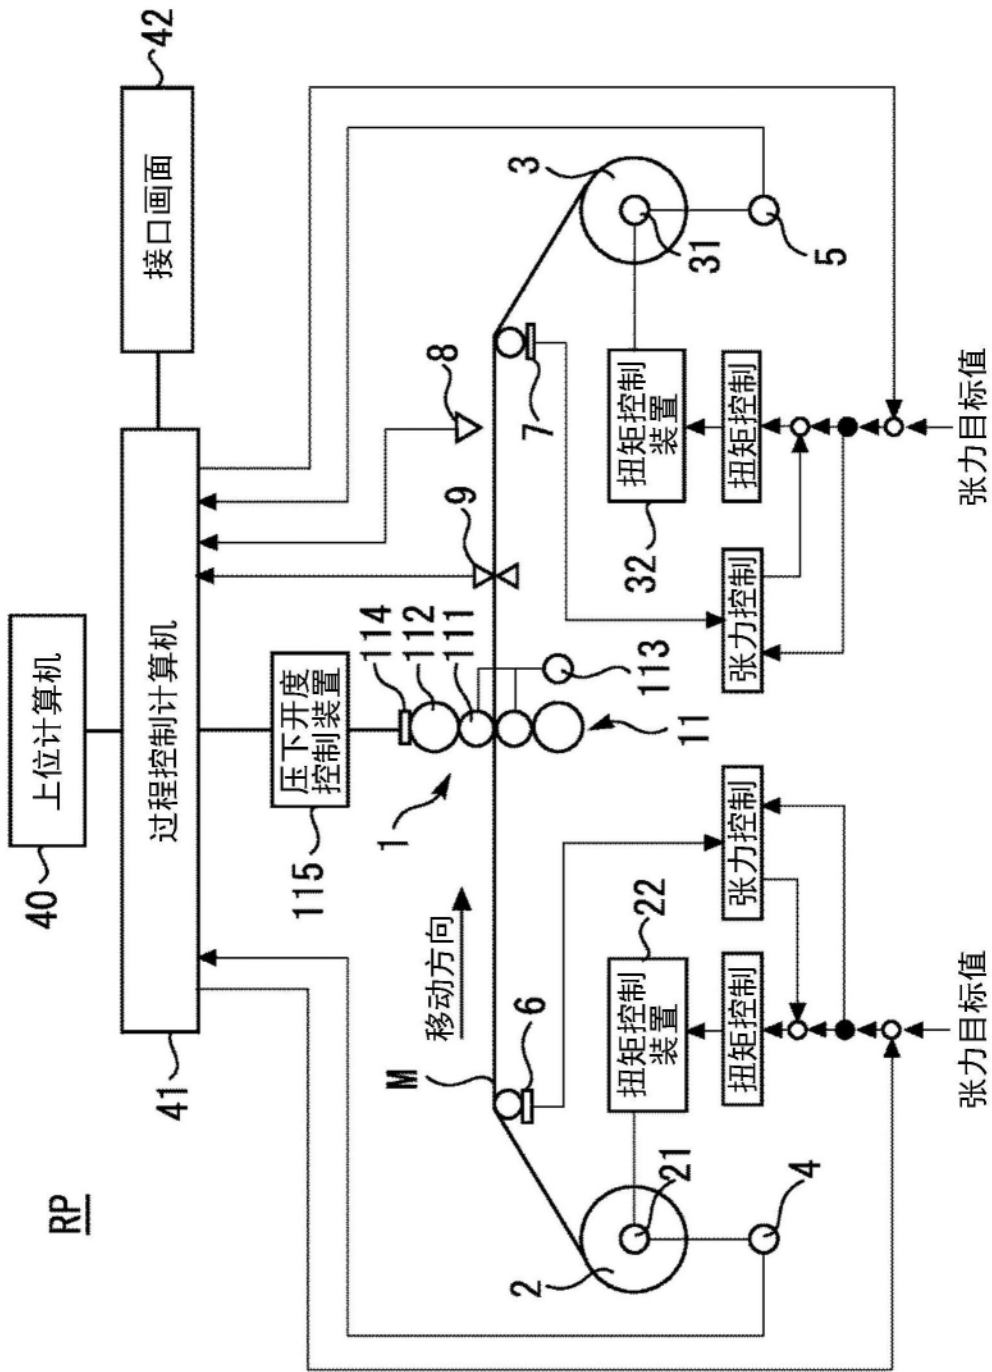 RP
40
上位计算机
41
过程控制计算机
42
接口画面
115
压下开度
控制装置
114
112
111
113
11
1
9
8
移动方向
M
6
7
2
21
4
3
31
5
22
扭矩控制
装置
扭矩控制
张力控制
张力目标值
32
扭矩控制
装置
扭矩控制
张力控制
张力目标值